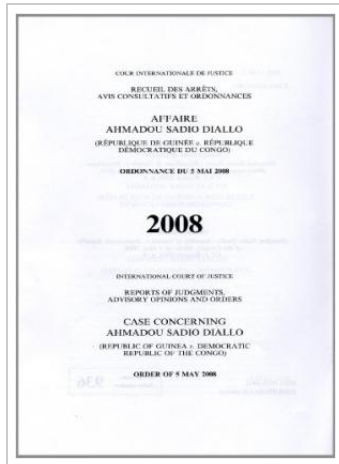 COUR INTERNATIONALE DE JUSTICE
RECUEIL DES ARRÊTS,
AVIS CONSULTATIFS ET ORDONNANCES
AFFAIRE
AHMADOU SADIO DIALLO
(RÉPUBLIQUE DE GUINÉE c. RÉPUBLIQUE
DÉMOCRATIQUE DU CONGO)
ORDONNANCE DU 5 MAI 2008
2008
INTERNATIONAL COURT OF JUSTICE
REPORTS OF JUDGMENTS,
ADVISORY OPINIONS AND ORDERS
CASE CONCERNING
AHMADOU SADIO DIALLO
(REPUBLIC OF GUINEA v. DEMOCRATIC
REPUBLIC OF THE CONGO)
ORDER OF 5 MAY 2008